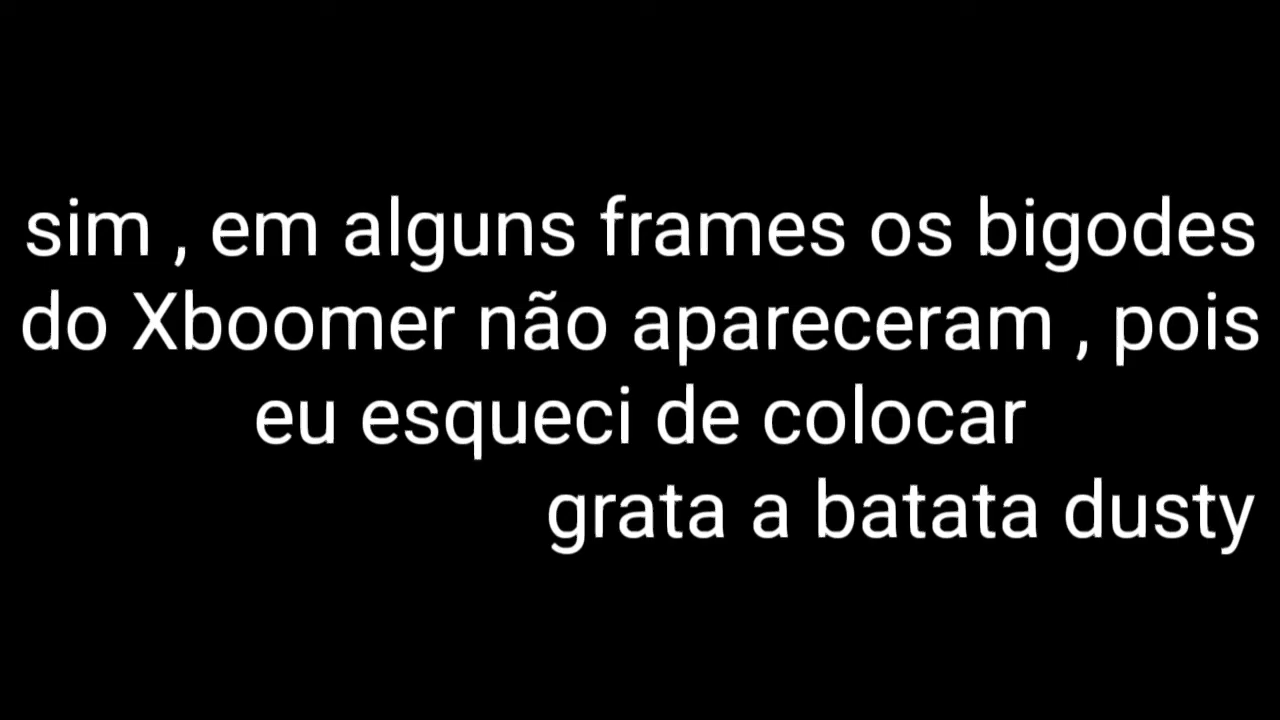 sim , em alguns frames os bigodes
do Xboomer não apareceram , pois
eu esqueci de colocar
grata a batata dusty